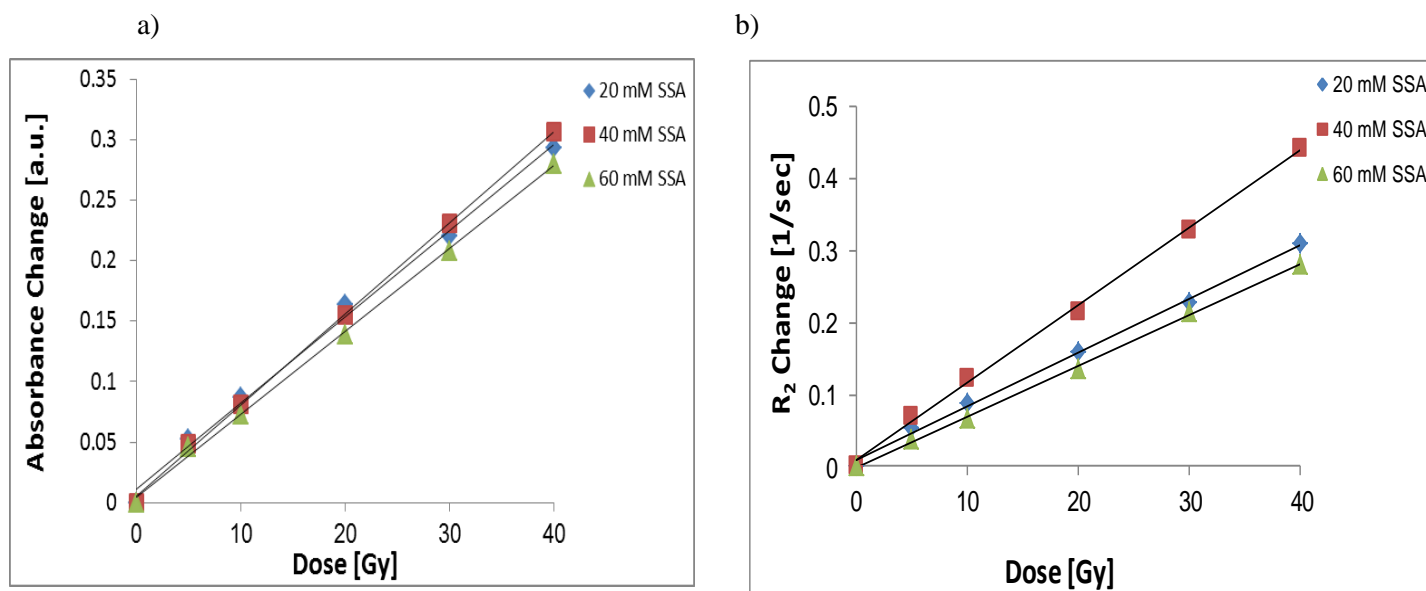 a)
Absorbance Change [a.u.]
0.35
0.3
0.25
0.2
0.15
0.1
0.05
0
0 10 20 30 40
Dose [Gy]
20 mM SSA
40 mM SSA
60 mM SSA
b)
R₂ Change [1/sec]
0.5
0.4
0.3
0.2
0.1
0
0 10 20 30 40
Dose [Gy]
20 mM SSA
40 mM SSA
60 mM SSA